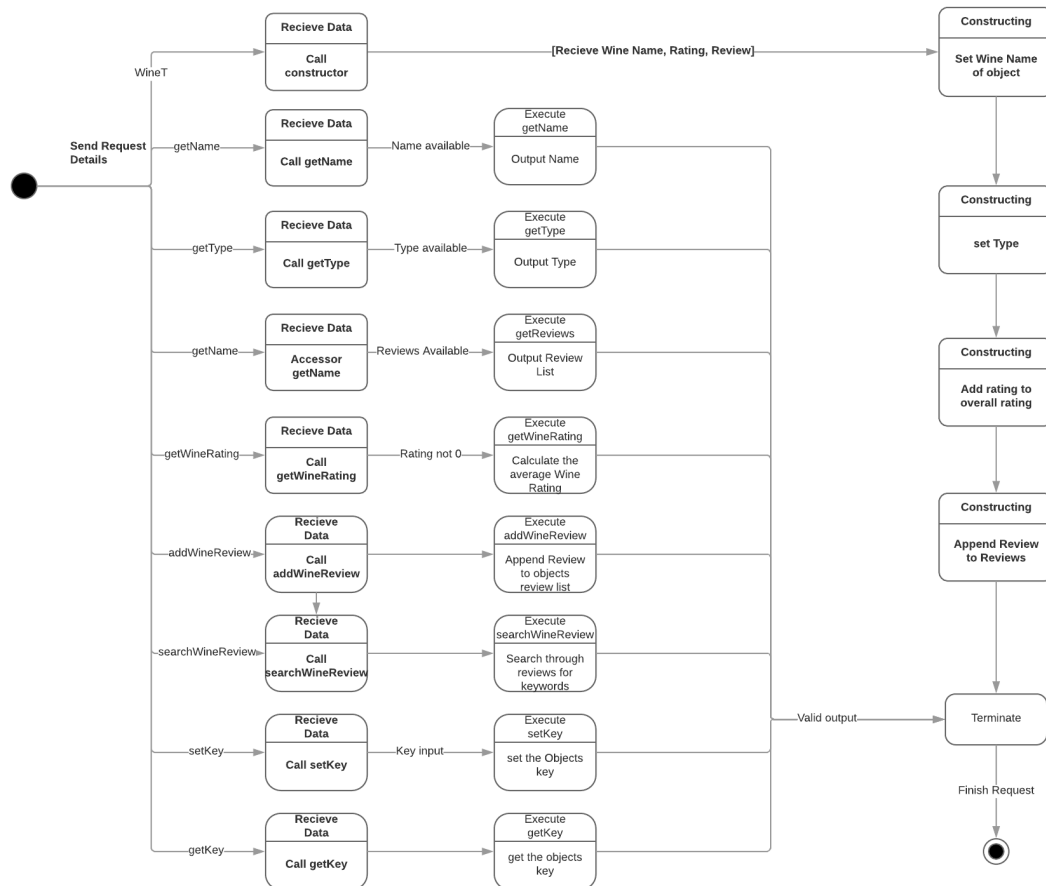 Recieve Data
Call
constructor
[Recieve Wine Name, Rating, Review]
Constructing
Set Wine Name
of object
WineT
Send Request
Details
getName
Recieve Data
Call getName
Name available
Execute
getName
Output Name
getType
Recieve Data
Call getType
Type available
Execute
getType
Output Type
Constructing
set Type
getName
Recieve Data
Accessor
getName
Reviews Available
Execute
getReviews
Output Review
List
Constructing
Add rating to
overall rating
getWineRating
Recieve Data
Call
getWineRating
Rating not 0
Execute
getWineRating
Calculate the
average Wine
Rating
Constructing
Append Review
to Reviews
addWineReview
Recieve
Data
Call
addWineReview
Execute
addWineReview
Append Review
to objects
review list
searchWineReview
Recieve
Data
Call
searchWineReview
Execute
searchWineReview
Search through
reviews for
keywords
setKey
Recieve
Data
Call setKey
Key input
Execute
setKey
set the Objects
key
Valid output
Terminate
Finish Request
getKey
Recieve
Data
Call getKey
Execute
getKey
get the objects
key